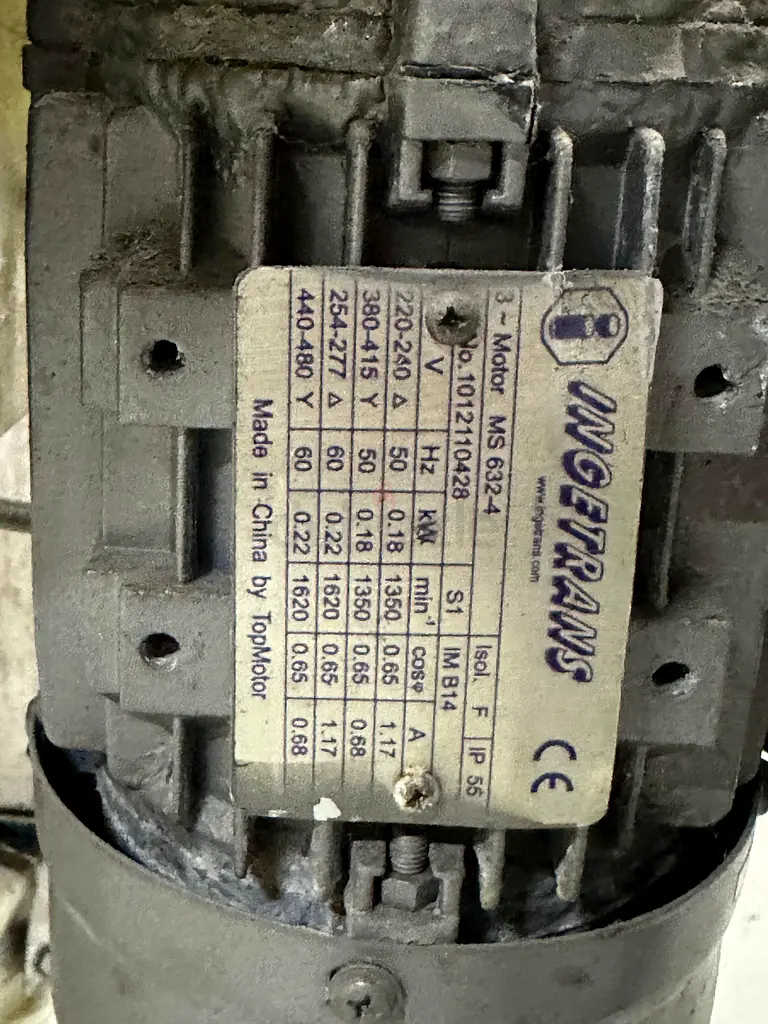 INGETRANS CE
www.ingetrans.com
3 ~ Motor MS 632-4 Isol. F IP 55
No.1012110428 S1 IM B14
V Hz kW min⁻¹ cosφ A
220-240 Δ 50 0.18 1350 0.65 1.17
380-415 Y 50 0.18 1350 0.65 0.68
254-277 Δ 60 0.22 1620 0.65 1.17
440-480 Y 60 0.22 1620 0.65 0.68
Made in China by TopMotor